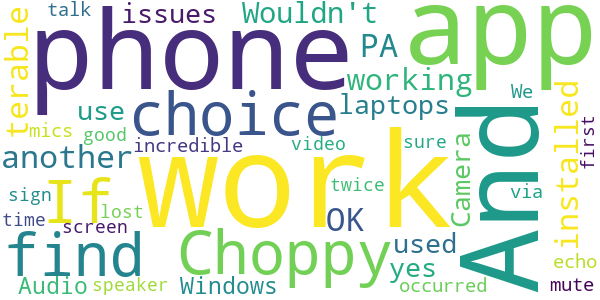 talk issues Wouldn't app
terable phone PA
working
use choice laptops We
mics good incredible video sure
another And Camera installed first
If work twice via
sign lost OK
time screen used
find Choppy yes echo
Audio speaker Windows occurred mute